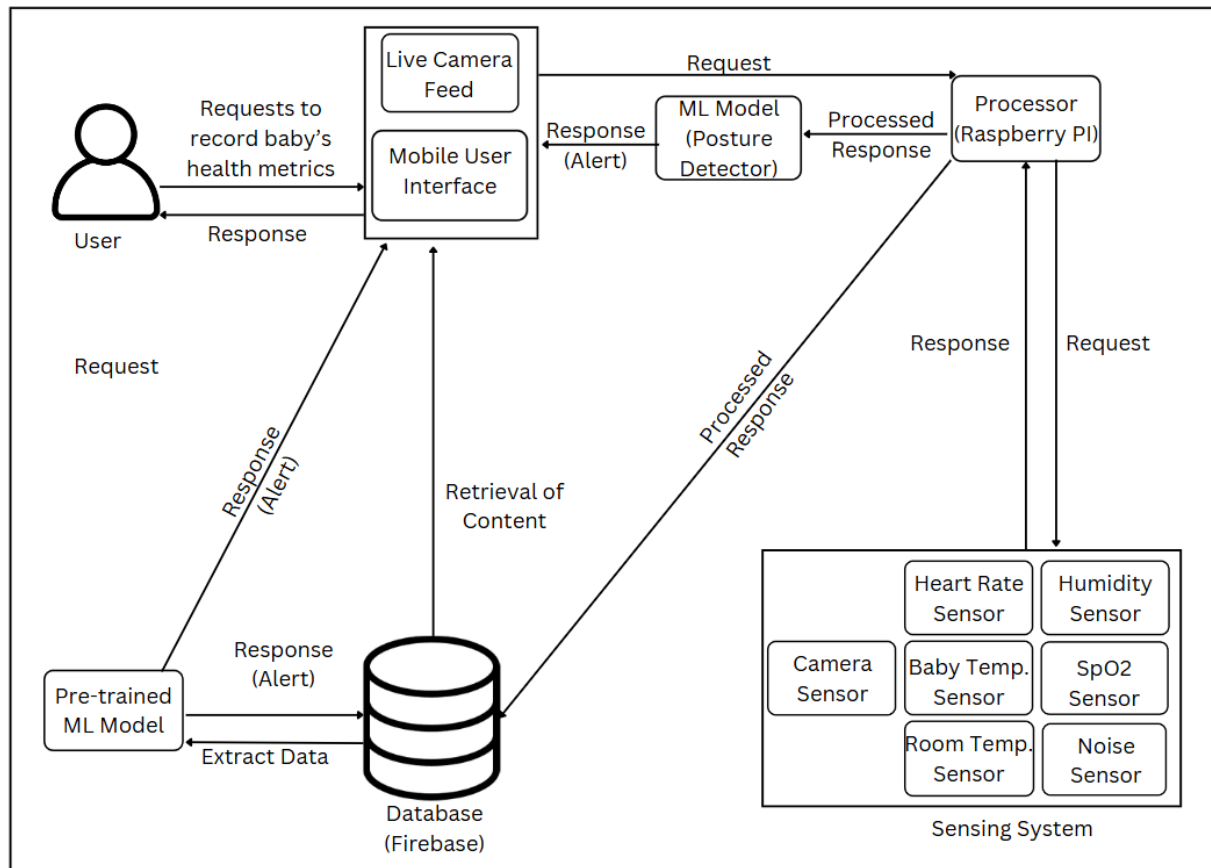 Live Camera
Feed
Request
Processor
(Raspberry PI)
ML Model
(Posture
Detector)
Processed
Response
Response
(Alert)
Requests to
record baby’s
health metrics
Mobile User
Interface
User
Response
Request
Response
(Alert)
Retrieval of
Content
Processed
Response
Response
Request
Heart Rate
Sensor
Humidity
Sensor
Camera
Sensor
Baby Temp.
Sensor
SpO2
Sensor
Room Temp.
Sensor
Noise
Sensor
Sensing System
Pre-trained
ML Model
Response
(Alert)
Extract Data
Database
(Firebase)